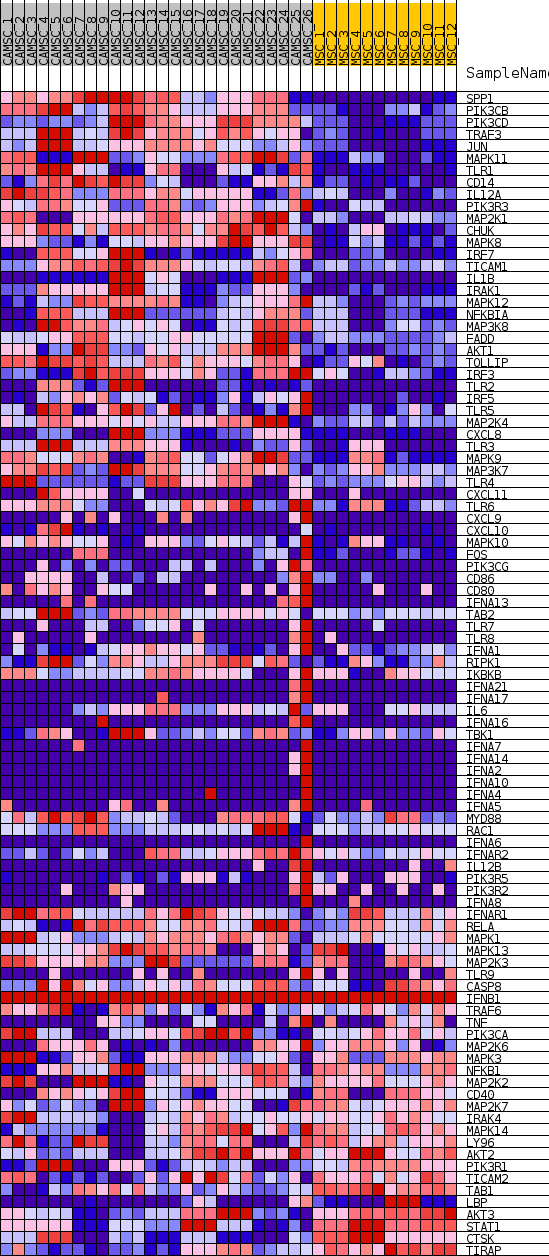 CAMSC_1
CAMSC_2
CAMSC_3
CAMSC_4
CAMSC_5
CAMSC_6
CAMSC_7
CAMSC_8
CAMSC_9
CAMSC_10
CAMSC_11
CAMSC_12
CAMSC_13
CAMSC_14
CAMSC_15
CAMSC_16
CAMSC_17
CAMSC_18
CAMSC_19
CAMSC_20
CAMSC_21
CAMSC_22
CAMSC_23
CAMSC_24
CAMSC_25
CAMSC_26
MSC_1
MSC_2
MSC_3
MSC_4
MSC_5
MSC_6
MSC_7
MSC_8
MSC_9
MSC_10
MSC_11
MSC_12
SampleName
SPP1
PIK3CB
PIK3CD
TRAF3
JUN
MAPK11
TLR1
CD14
IL12A
PIK3R3
MAP2K1
CHUK
MAPK8
IRF7
TICAM1
IL1B
IRAK1
MAPK12
NFKBIA
MAP3K8
FADD
AKT1
TOLLIP
IRF3
TLR2
IRF5
TLR5
MAP2K4
CXCL8
TLR3
MAPK9
MAP3K7
TLR4
CXCL11
TLR6
CXCL9
CXCL10
MAPK10
FOS
PIK3CG
CD86
CD80
IFNA13
TAB2
TLR7
TLR8
IFNA1
RIPK1
IKBKB
IFNA21
IFNA17
IL6
IFNA16
TBK1
IFNA7
IFNA14
IFNA2
IFNA10
IFNA4
IFNA5
MYD88
RAC1
IFNA6
IFNAR2
IL12B
PIK3R5
PIK3R2
IFNA8
IFNAR1
RELA
MAPK1
MAPK13
MAP2K3
TLR9
CASP8
IFNB1
TRAF6
TNF
PIK3CA
MAP2K6
MAPK3
NFKB1
MAP2K2
CD40
MAP2K7
IRAK4
MAPK14
LY96
AKT2
PIK3R1
TICAM2
TAB1
LBP
AKT3
STAT1
CTSK
TIRAP